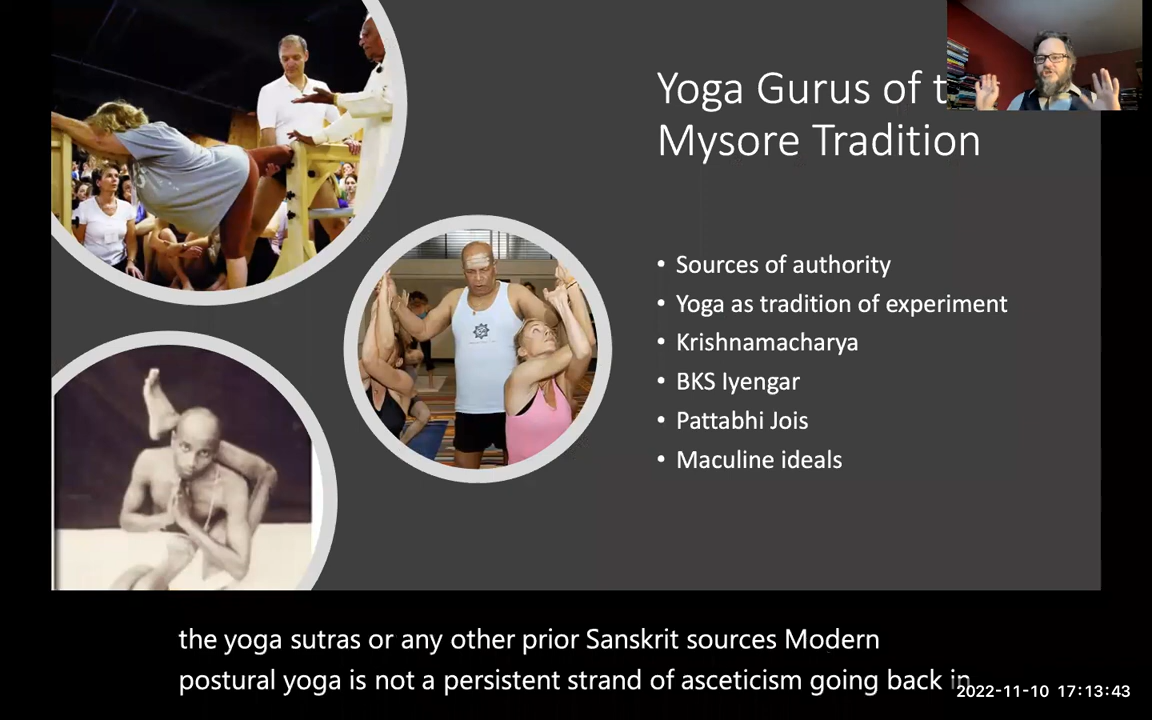 Yoga Gurus of t
Mysore Tradition
• Sources of authority
• Yoga as tradition of experiment
• Krishnamacharya
• BKS Iyengar
• Pattabhi Jois
• Maculine ideals
the yoga sutras or any other prior Sanskrit sources Modern
postural yoga is not a persistent strand of asceticism going back in
2022-11-10 17:13:43